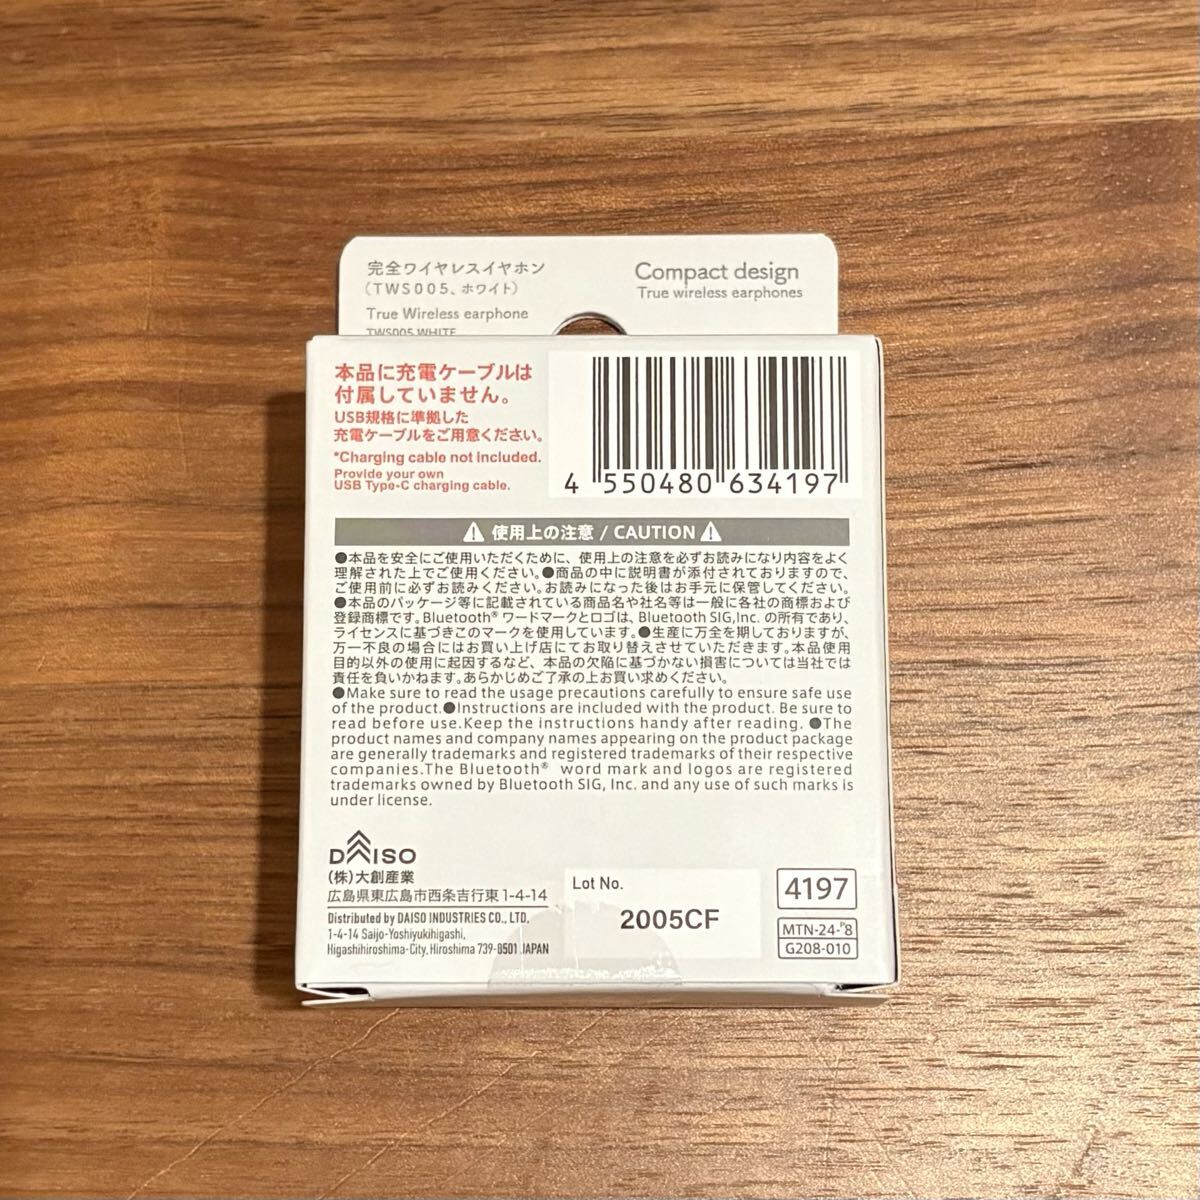 完全ワイヤレスイヤホン
(TWS005、ホワイト)
True Wireless earphone
TWS005 WHITE
Compact design
True wireless earphones
本品に充電ケーブルは
付属していません。
USB規格に準拠した
充電ケーブルをご用意ください。
*Charging cable not included.
Provide your own
USB Type-C charging cable.
4 550480 634197
使用上の注意 / CAUTION
●本品を安全にご使用いただくために、使用上の注意を必ずお読みになり内容をよく
理解された上でご使用ください。●商品の中に説明書が添付されておりますので、
ご使用前に必ずお読みください。お読みになった後はお手元に保管してください。
●本品のパッケージ等に記載されている商品名や社名等は一般に各社の商標および
登録商標です。Bluetooth® ワードマークとロゴは、Bluetooth SIG,Inc. の所有であり、
ライセンスに基づきこのマークを使用しています。●生産に万全を期しておりますが、
万一不良の場合にはお買い上げ店にてお取り替えさせていただきます。本品使用
目的以外の使用に起因するなど、本品の欠陥に基づかない損害については当社では
責任を負いかねます。あらかじめご了承の上お買い求めください。
●Make sure to read the usage precautions carefully to ensure safe use
of the product.●Instructions are included with the product. Be sure to
read before use.Keep the instructions handy after reading. ●The
product names and company names appearing on the product package
are generally trademarks and registered trademarks of their respective
companies.The Bluetooth® word mark and logos are registered
trademarks owned by Bluetooth SIG, Inc. and any use of such marks is
under license.
DAISO
(株)大創産業
広島県東広島市西条吉行東1-4-14
Distributed by DAISO INDUSTRIES CO., LTD.
1-4-14 Saijo-Yoshiyukihigashi,
Higashihiroshima-City, Hiroshima 739-8501 JAPAN
Lot No.
2005CF
4197
MTN-24-P8
G208-010